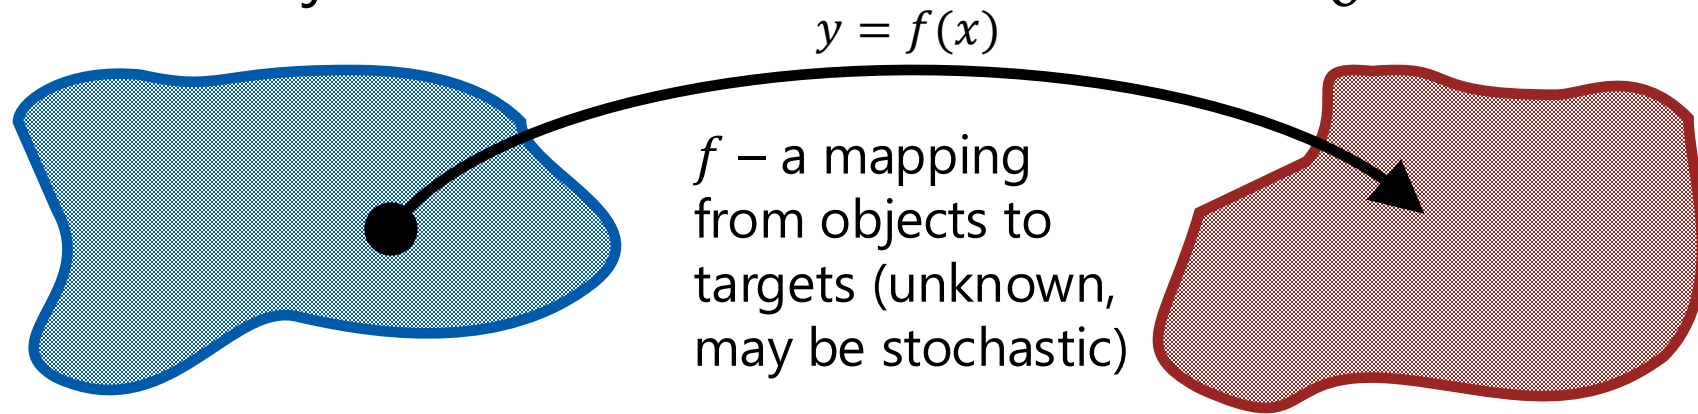 y = f(x)
f – a mapping
from objects to
targets (unknown,
may be stochastic)